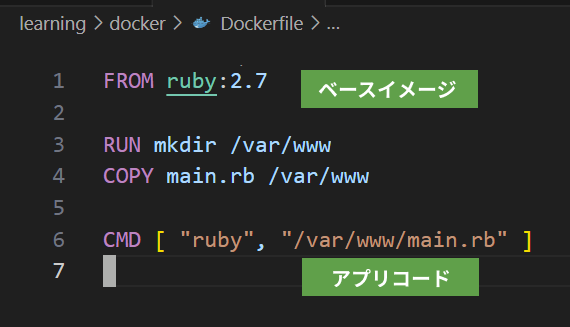 learning > docker > Dockerfile > ...
1 FROM ruby:2.7 ベースイメージ
2
3 RUN mkdir /var/www
4 COPY main.rb /var/www
5
6 CMD [ "ruby", "/var/www/main.rb" ]
7 アプリコード